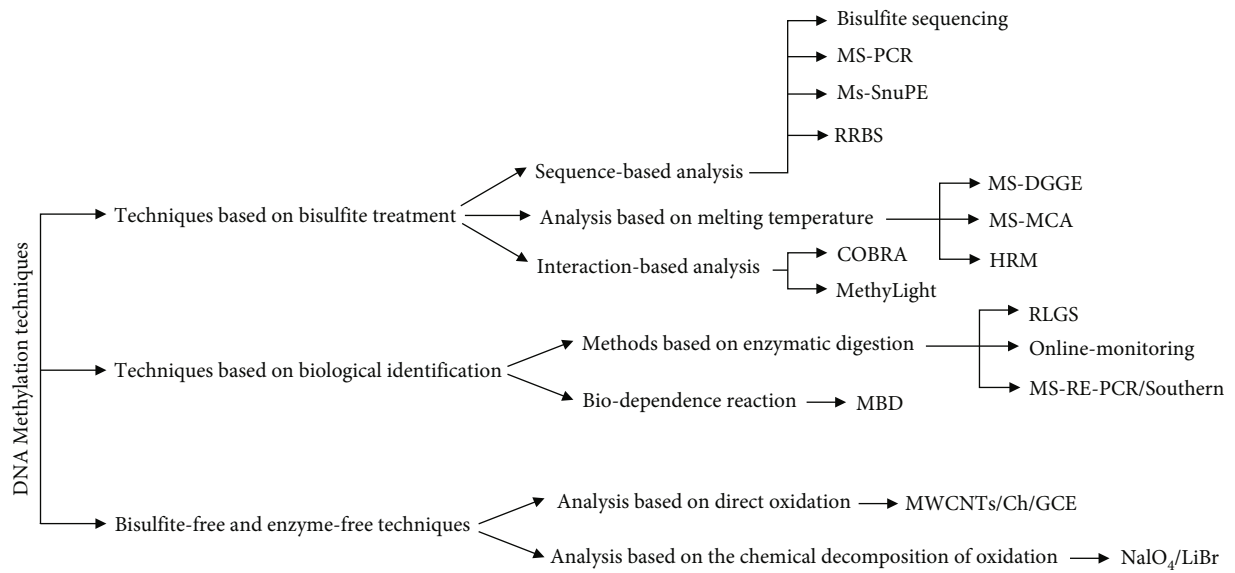 DNA Methylation techniques
Techniques based on bisulfite treatment
Sequence-based analysis
Bisulfite sequencing
MS-PCR
Ms-SnuPE
RRBS
Analysis based on melting temperature
MS-DGGE
MS-MCA
HRM
Interaction-based analysis
COBRA
MethyLight
Techniques based on biological identification
Methods based on enzymatic digestion
RLGS
Online-monitoring
MS-RE-PCR/Southern
Bio-dependence reaction
MBD
Bisulfite-free and enzyme-free techniques
Analysis based on direct oxidation
MWCNTs/Ch/GCE
Analysis based on the chemical decomposition of oxidation
NalO₄/LiBr